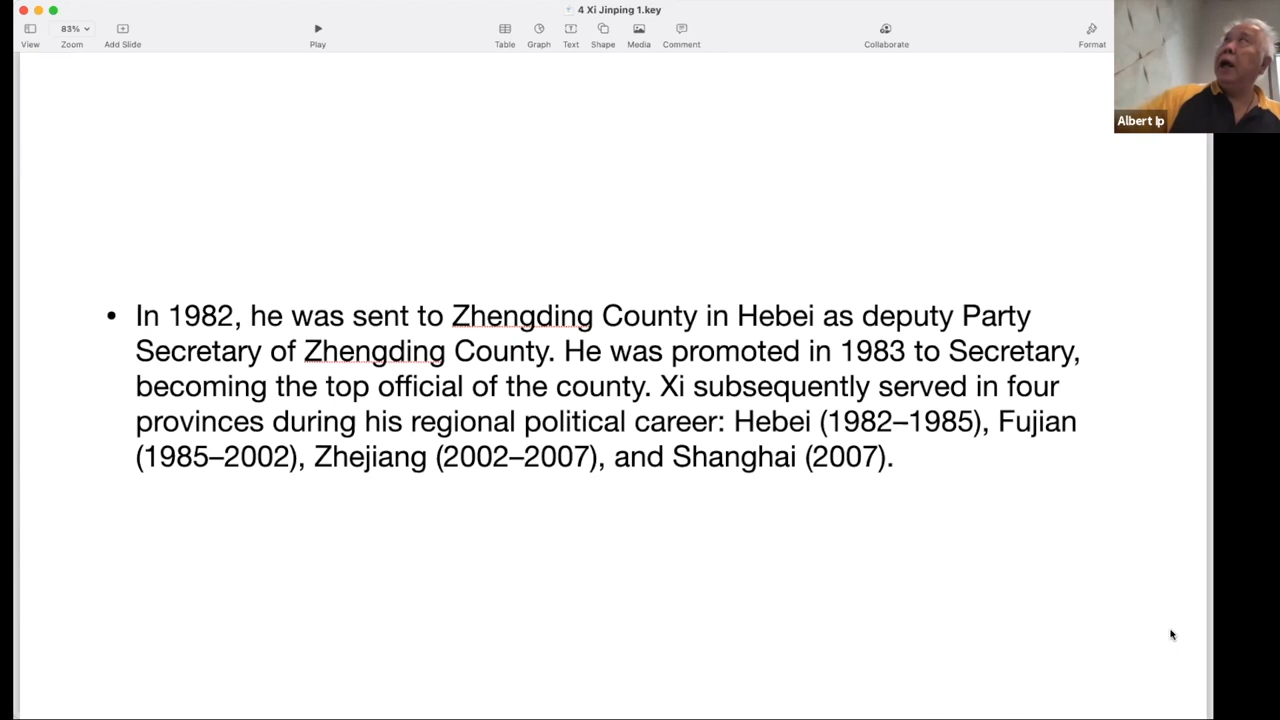 4 Xi Jinping 1.key
83%
View
Zoom
Add Slide
Play
Table
Graph
Text
Shape
Media
Comment
Collaborate
Format
Albert Ip
• In 1982, he was sent to Zhengding County in Hebei as deputy Party
Secretary of Zhengding County. He was promoted in 1983 to Secretary,
becoming the top official of the county. Xi subsequently served in four
provinces during his regional political career: Hebei (1982–1985), Fujian
(1985–2002), Zhejiang (2002–2007), and Shanghai (2007).